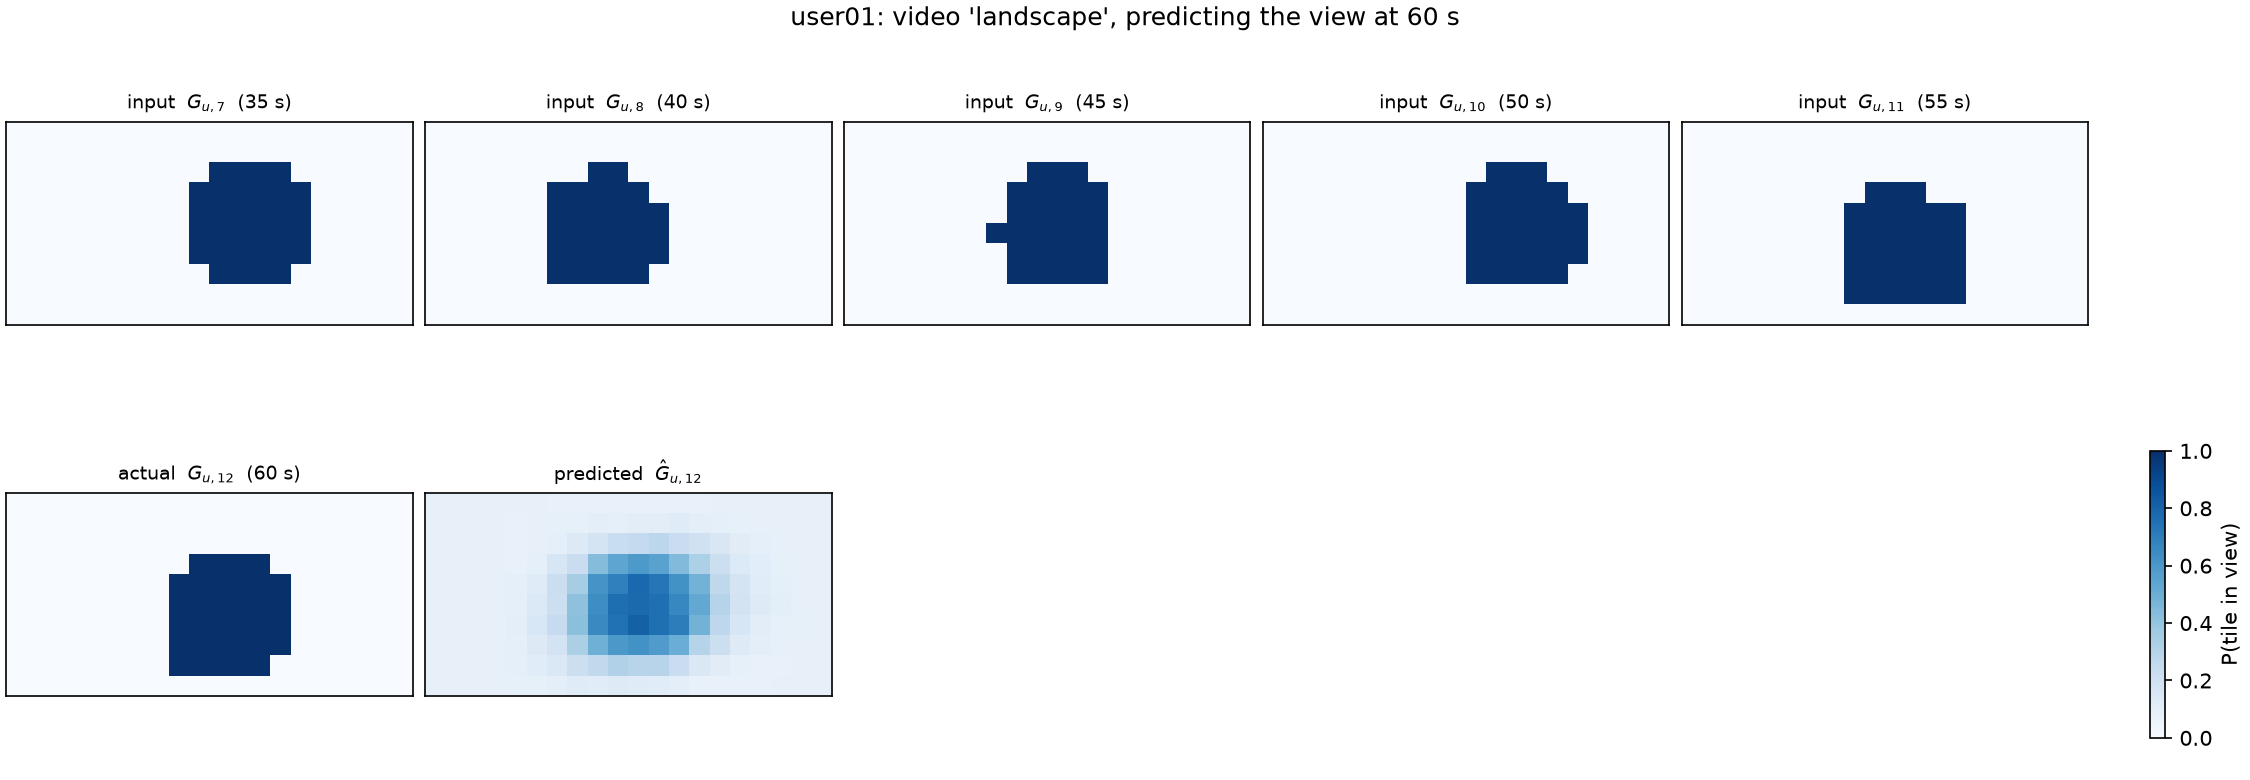 user01: video 'landscape', predicting the view at 60 s
input G_{u,7} (35 s)
input G_{u,8} (40 s)
input G_{u,9} (45 s)
input G_{u,10} (50 s)
input G_{u,11} (55 s)
actual G_{u,12} (60 s)
predicted Ĝ_{u,12}
1.0
0.8
0.6
0.4
0.2
0.0
P(tile in view)